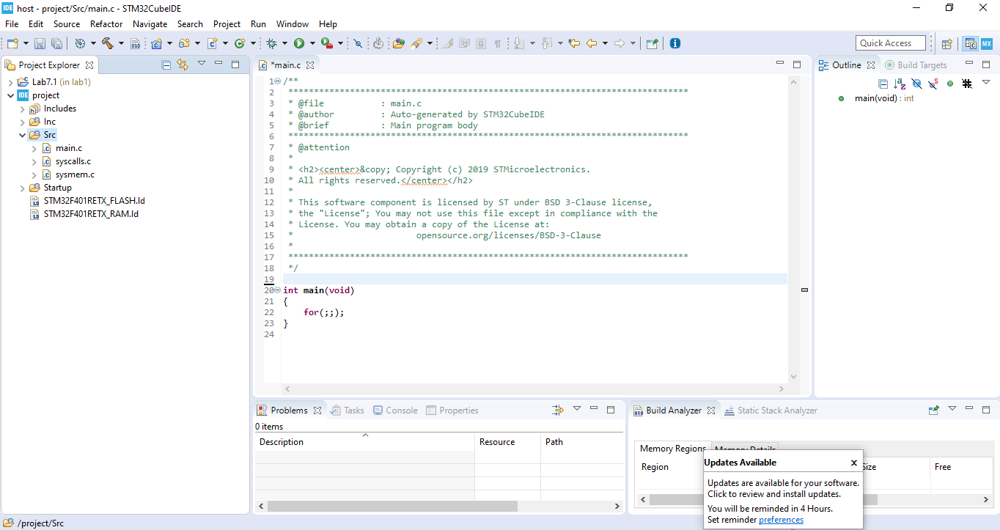 IDE host - project/Src/main.c - STM32CubeIDE
File Edit Source Refactor Navigate Search Project Run Window Help
Quick Access
MX
Project Explorer
Lab7.1 (in lab1)
IDE project
Includes
Inc
Src
main.c
syscalls.c
sysmem.c
Startup
STM32F401RETX_FLASH.ld
STM32F401RETX_RAM.ld
*main.c
1 /**
2 ******************************************************************************
3 * @file : main.c
4 * @author : Auto-generated by STM32CubeIDE
5 * @brief : Main program body
6 ******************************************************************************
7 * @attention
8 *
9 * <h2><center>&copy; Copyright (c) 2019 STMicroelectronics.
10 * All rights reserved.</center></h2>
11 *
12 * This software component is licensed by ST under BSD 3-Clause license,
13 * the "License"; You may not use this file except in compliance with the
14 * License. You may obtain a copy of the License at:
15 * opensource.org/licenses/BSD-3-Clause
16 *
17 ******************************************************************************
18 */
19
20 int main(void)
21 {
22 for(;;);
23 }
24
Outline Build Targets
main(void) : int
Problems Tasks Console Properties
0 items
Description Resource Path
Build Analyzer Static Stack Analyzer
Memory Regions Memory Details
Region Size Free
Updates Available
Updates are available for your software.
Click to review and install updates.
You will be reminded in 4 Hours.
Set reminder preferences
/project/Src